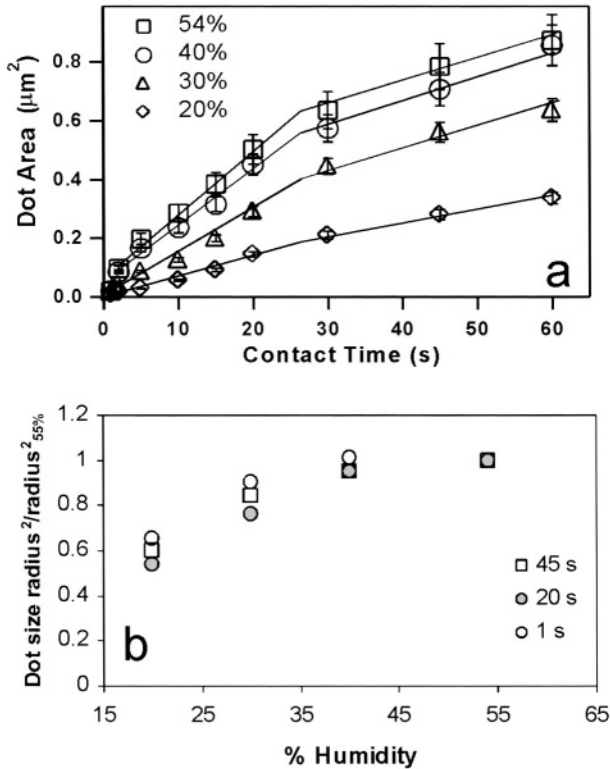 54%
40%
30%
20%
Dot Area (μm²)
0.8
0.6
0.4
0.2
0.0
a
0 10 20 30 40 50 60
Contact Time (s)
Dot size radius²/radius²55%
1.2
1
0.8
0.6
0.4
0.2
0
45 s
20 s
1 s
b
15 25 35 45 55 65
% Humidity